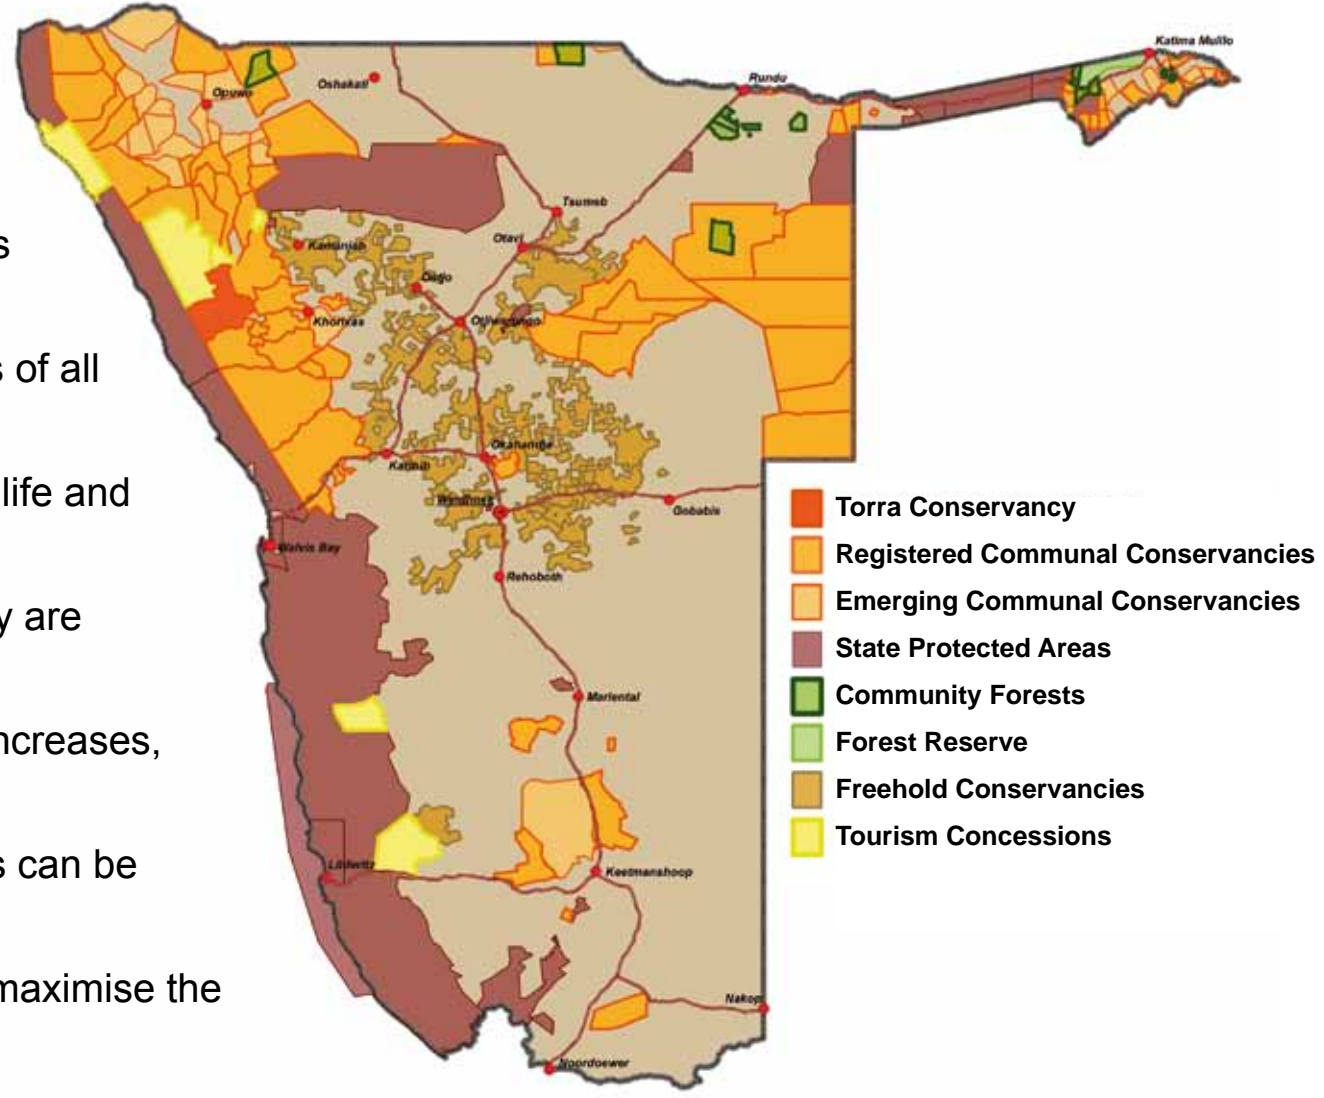 s
s of all
life and
y are
ncreases,
s can be
maximise the
Katima Mulilo
Rundu
Oshakati
Opuwo
Tsumeb
Otavi
Kamanjab
Outjo
Khorixas
Otjiwarongo
Okahandja
Karibib
Windhoek
Gobabis
Walvis Bay
Rehoboth
Mariental
Lüderitz
Keetmanshoop
Nakop
Noordoewer
Torra Conservancy
Registered Communal Conservancies
Emerging Communal Conservancies
State Protected Areas
Community Forests
Forest Reserve
Freehold Conservancies
Tourism Concessions